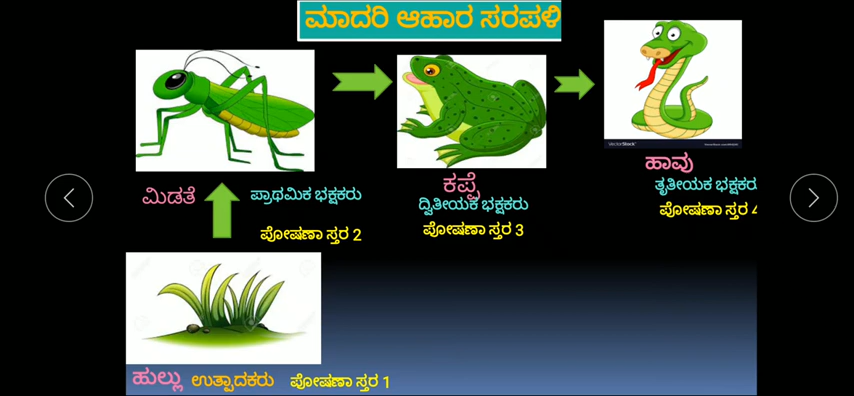 ಮಾದರಿ ಆಹಾರ ಸರಪಳಿ
ಮಿಡತೆ
ಪ್ರಾಥಮಿಕ ಭಕ್ಷಕರು
ಪೋಷಣಾ ಸ್ತರ 2
ಕಪ್ಪೆ
ದ್ವಿತೀಯಕ ಭಕ್ಷಕರು
ಪೋಷಣಾ ಸ್ತರ 3
VectorStock
ಹಾವು
ತೃತೀಯಕ ಭಕ್ಷಕರು
ಪೋಷಣಾ ಸ್ತರ 4
ಹುಲ್ಲು ಉತ್ಪಾದಕರು ಪೋಷಣಾ ಸ್ತರ 1